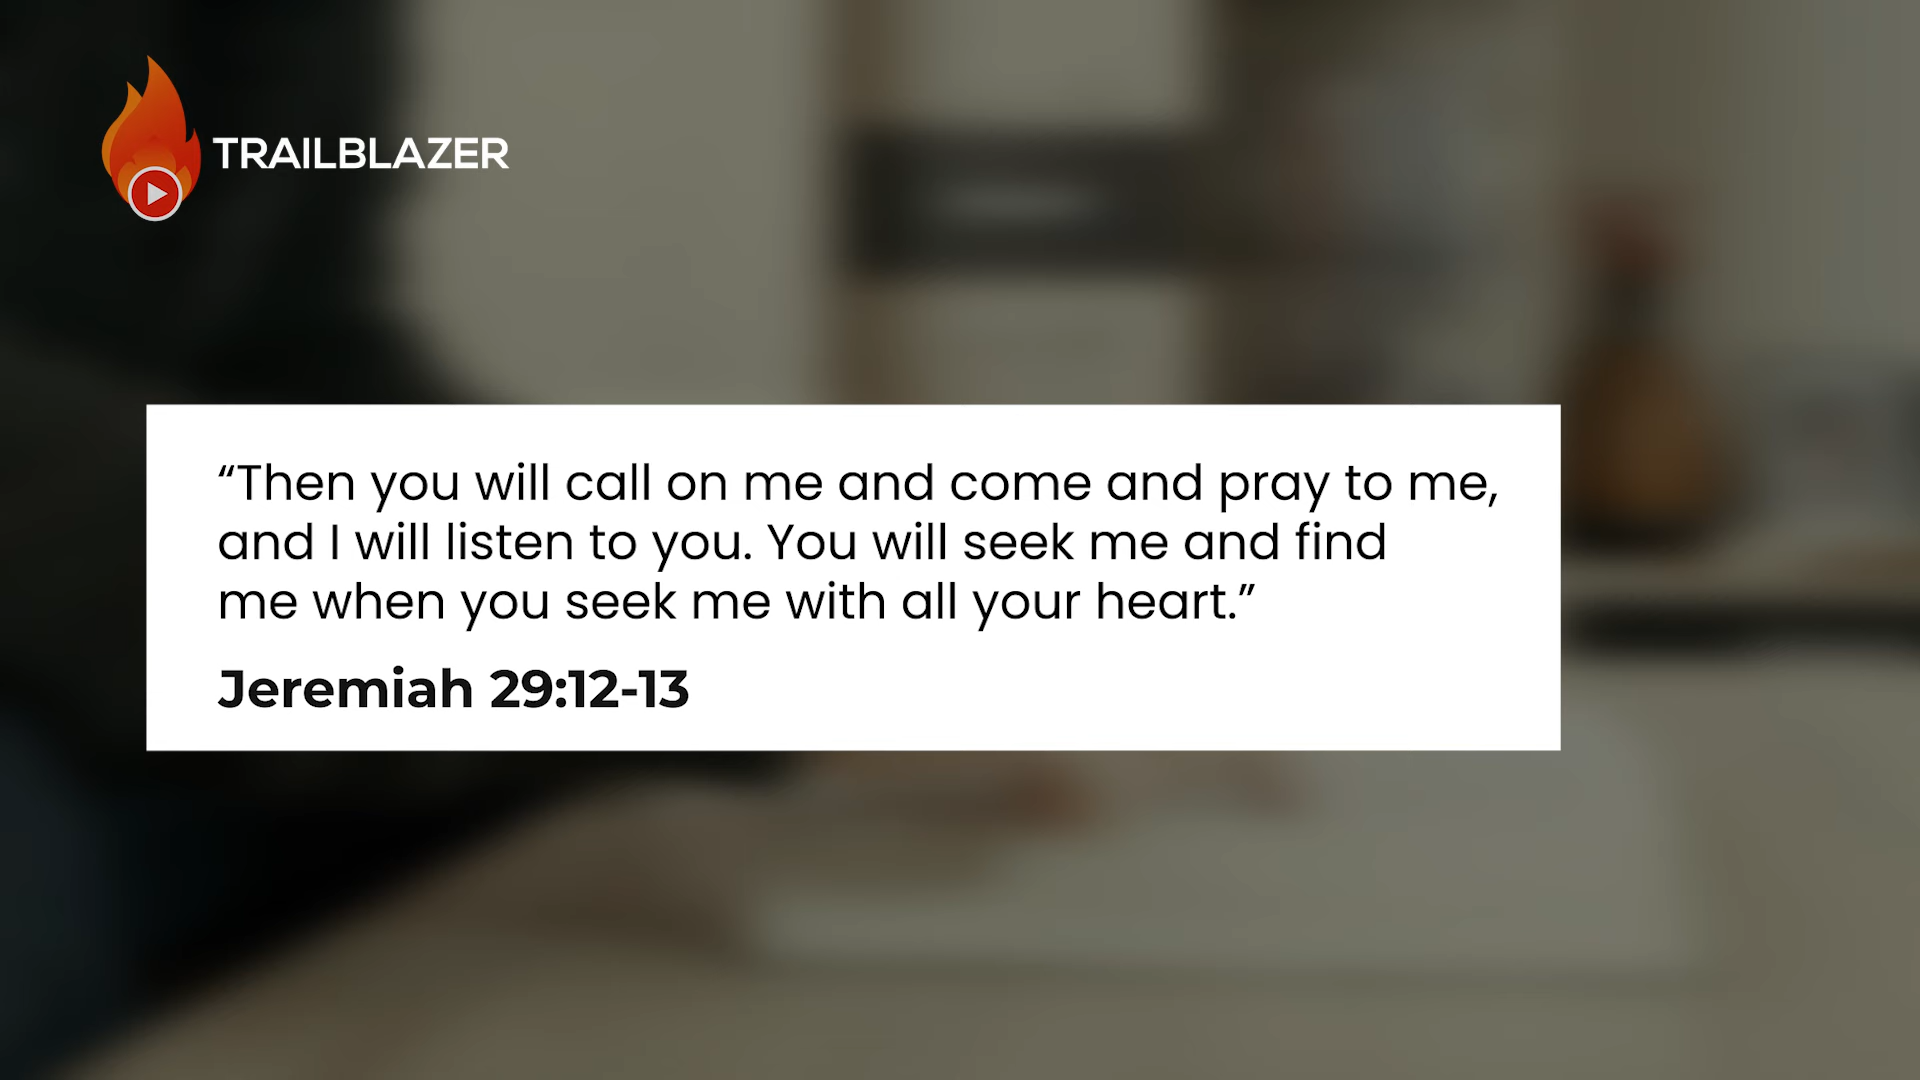 TRAILBLAZER
“Then you will call on me and come and pray to me,
and I will listen to you. You will seek me and find
me when you seek me with all your heart.”
Jeremiah 29:12-13